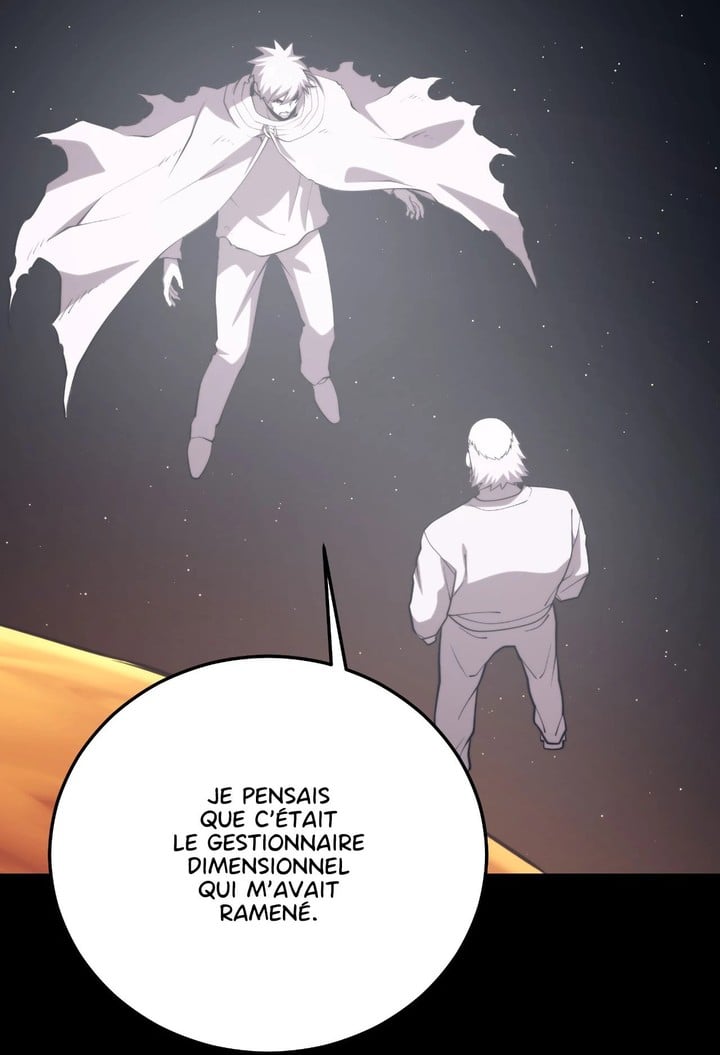 JE PENSAIS
QUE C'ÉTAIT
LE GESTIONNAIRE
DIMENSIONNEL
QUI M'AVAIT
RAMENÉ.